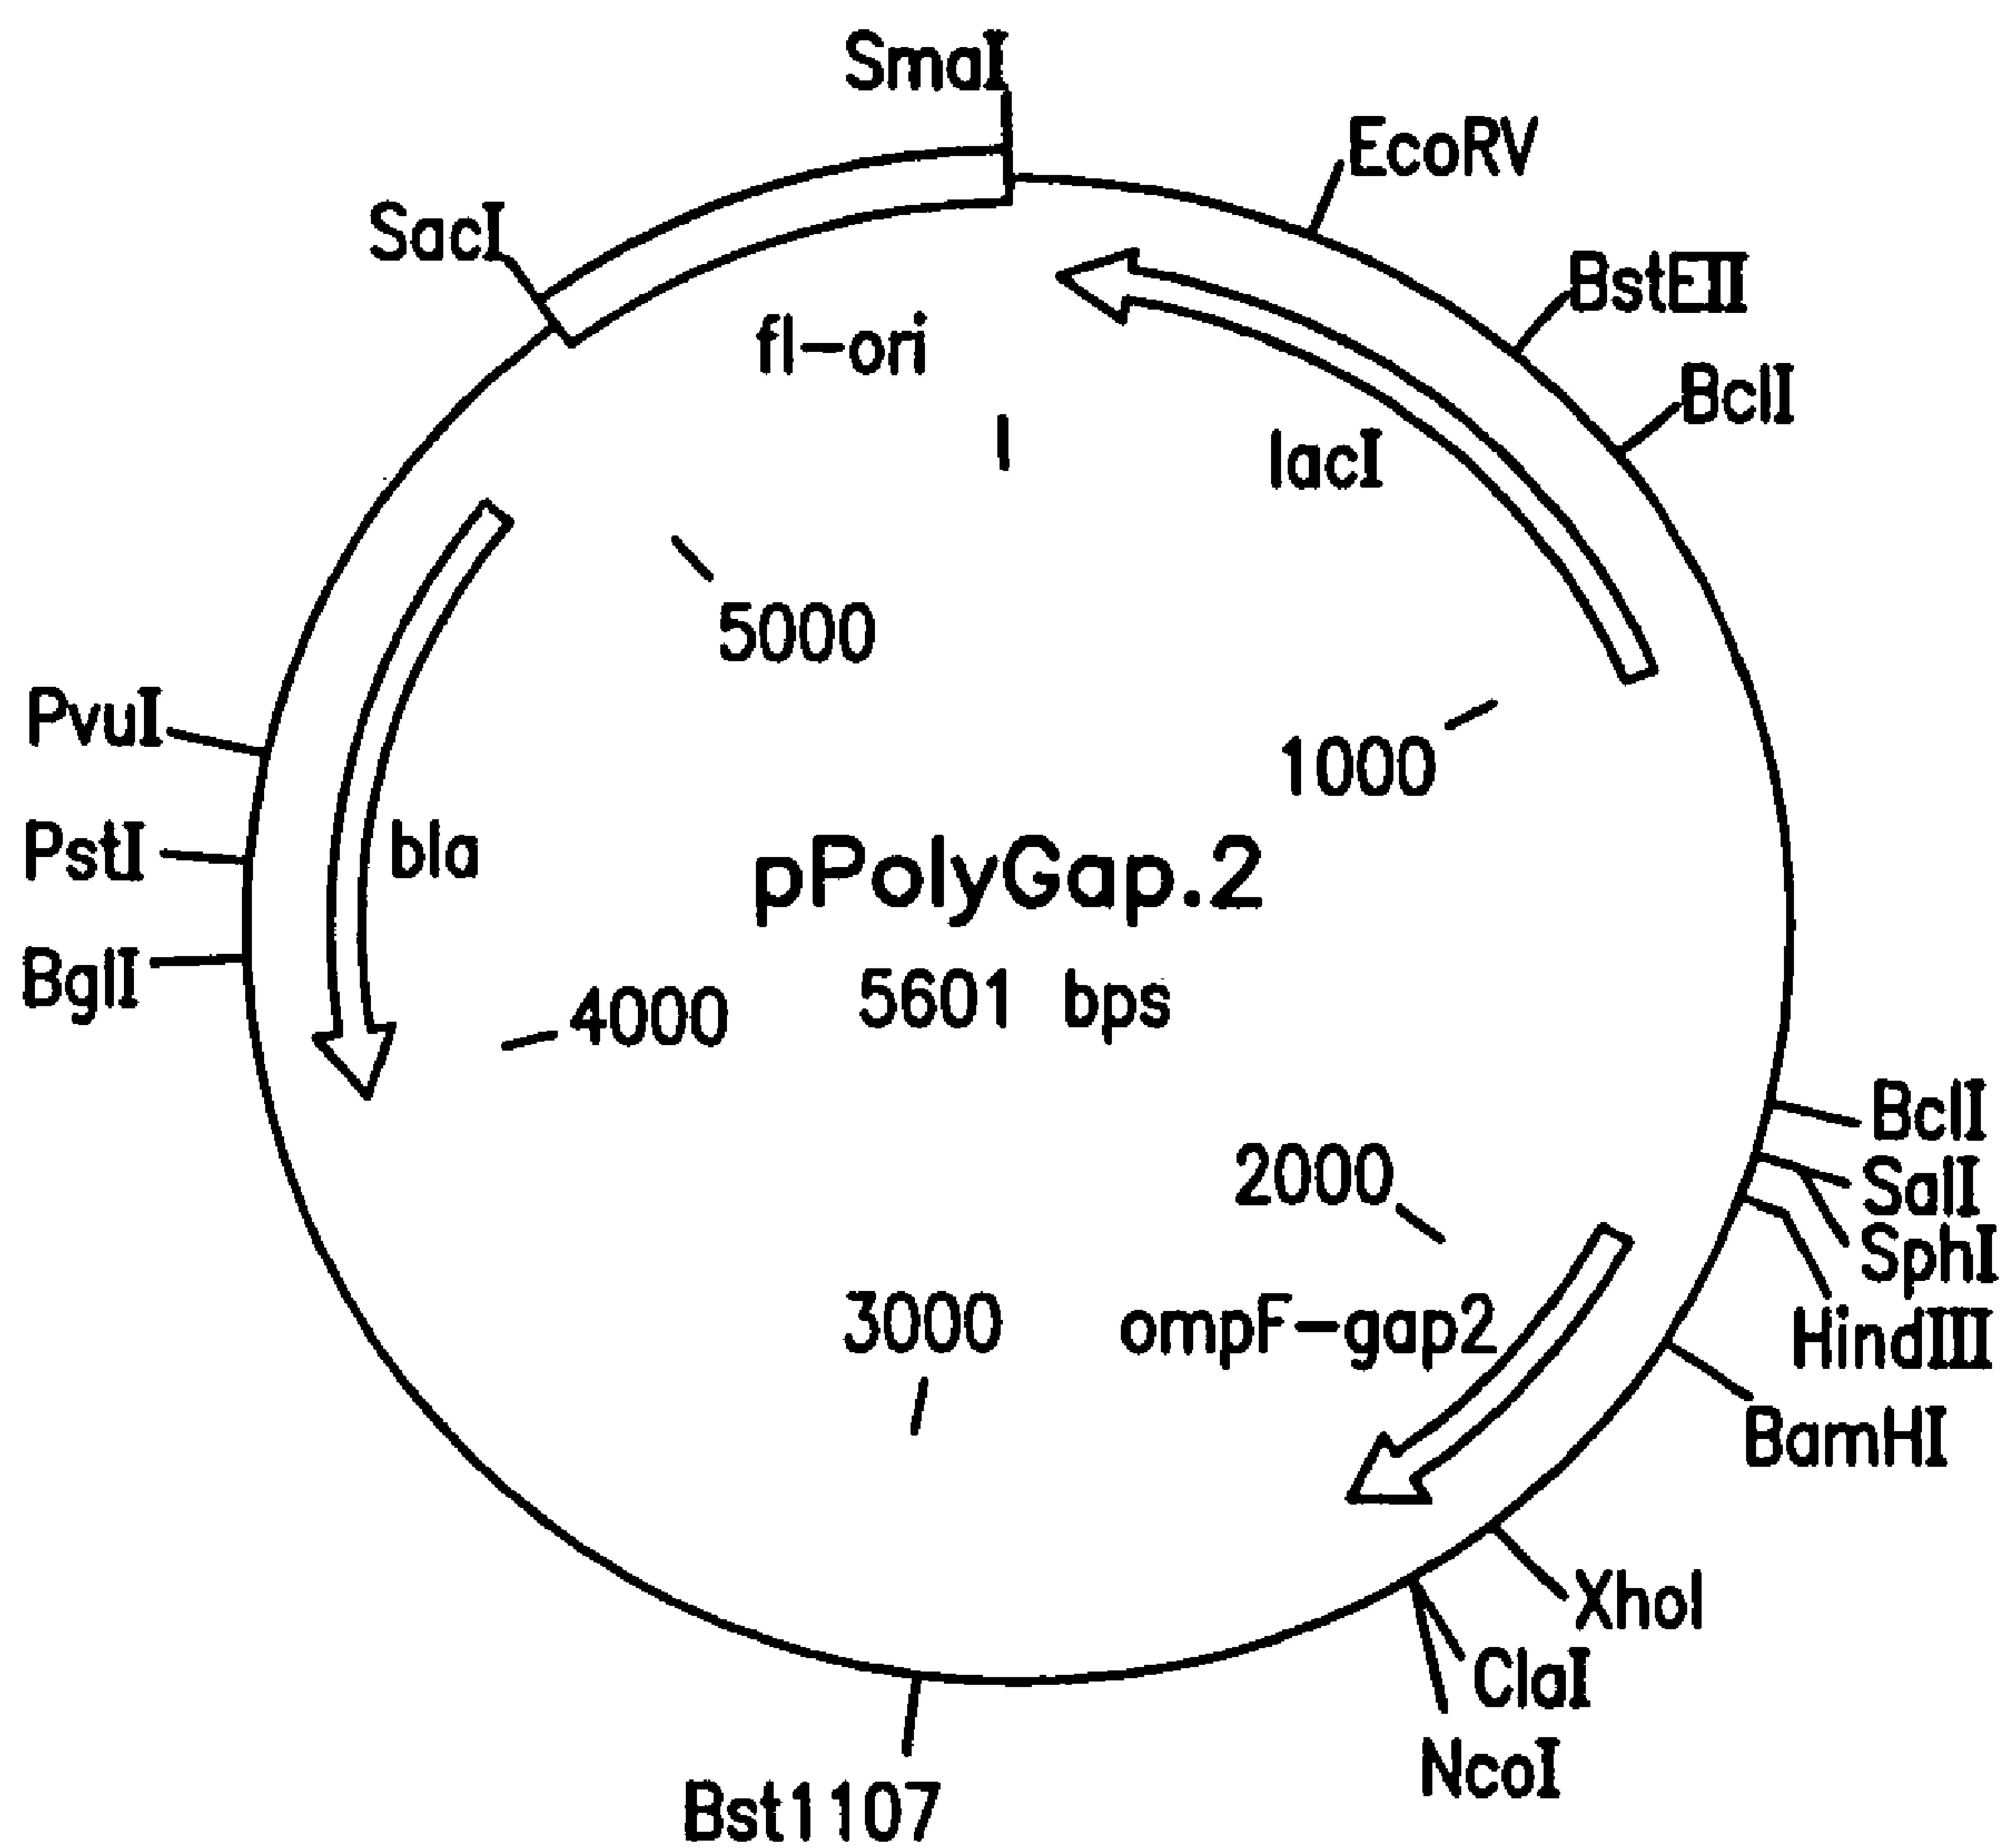 SmaI
EcoRV
SacI
BstEII
fl-ori
BclI
lacI
5000
PvuI
1000
PstI
bla
pPolyGap.2
BglI
4000
5601 bps
BclI
2000
SalI
SphI
3000
ompF-gap2
HindIII
BamHI
XhoI
ClaI
NcoI
Bst1107